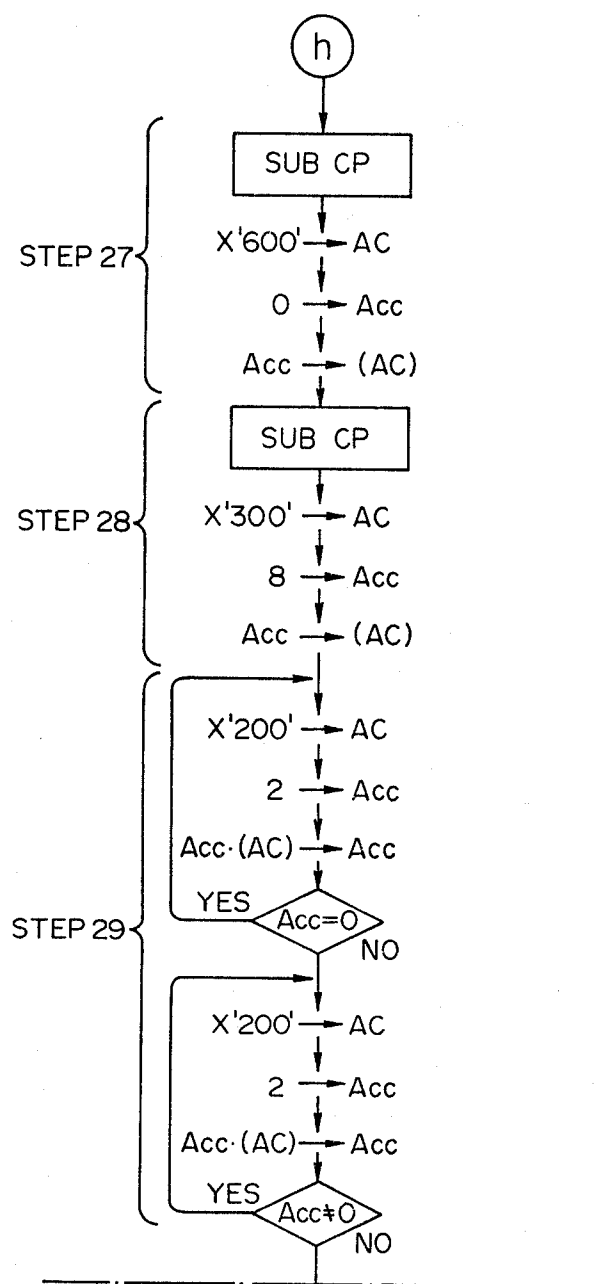 h
SUB CP
X'600' → AC
STEP 27
0 → Acc
Acc → (AC)
SUB CP
X'300' → AC
STEP 28
8 → Acc
Acc → (AC)
X'200' → AC
2 → Acc
Acc·(AC) → Acc
YES
Acc=0
STEP 29
NO
X'200' → AC
2 → Acc
Acc·(AC) → Acc
YES
Acc≠0
NO